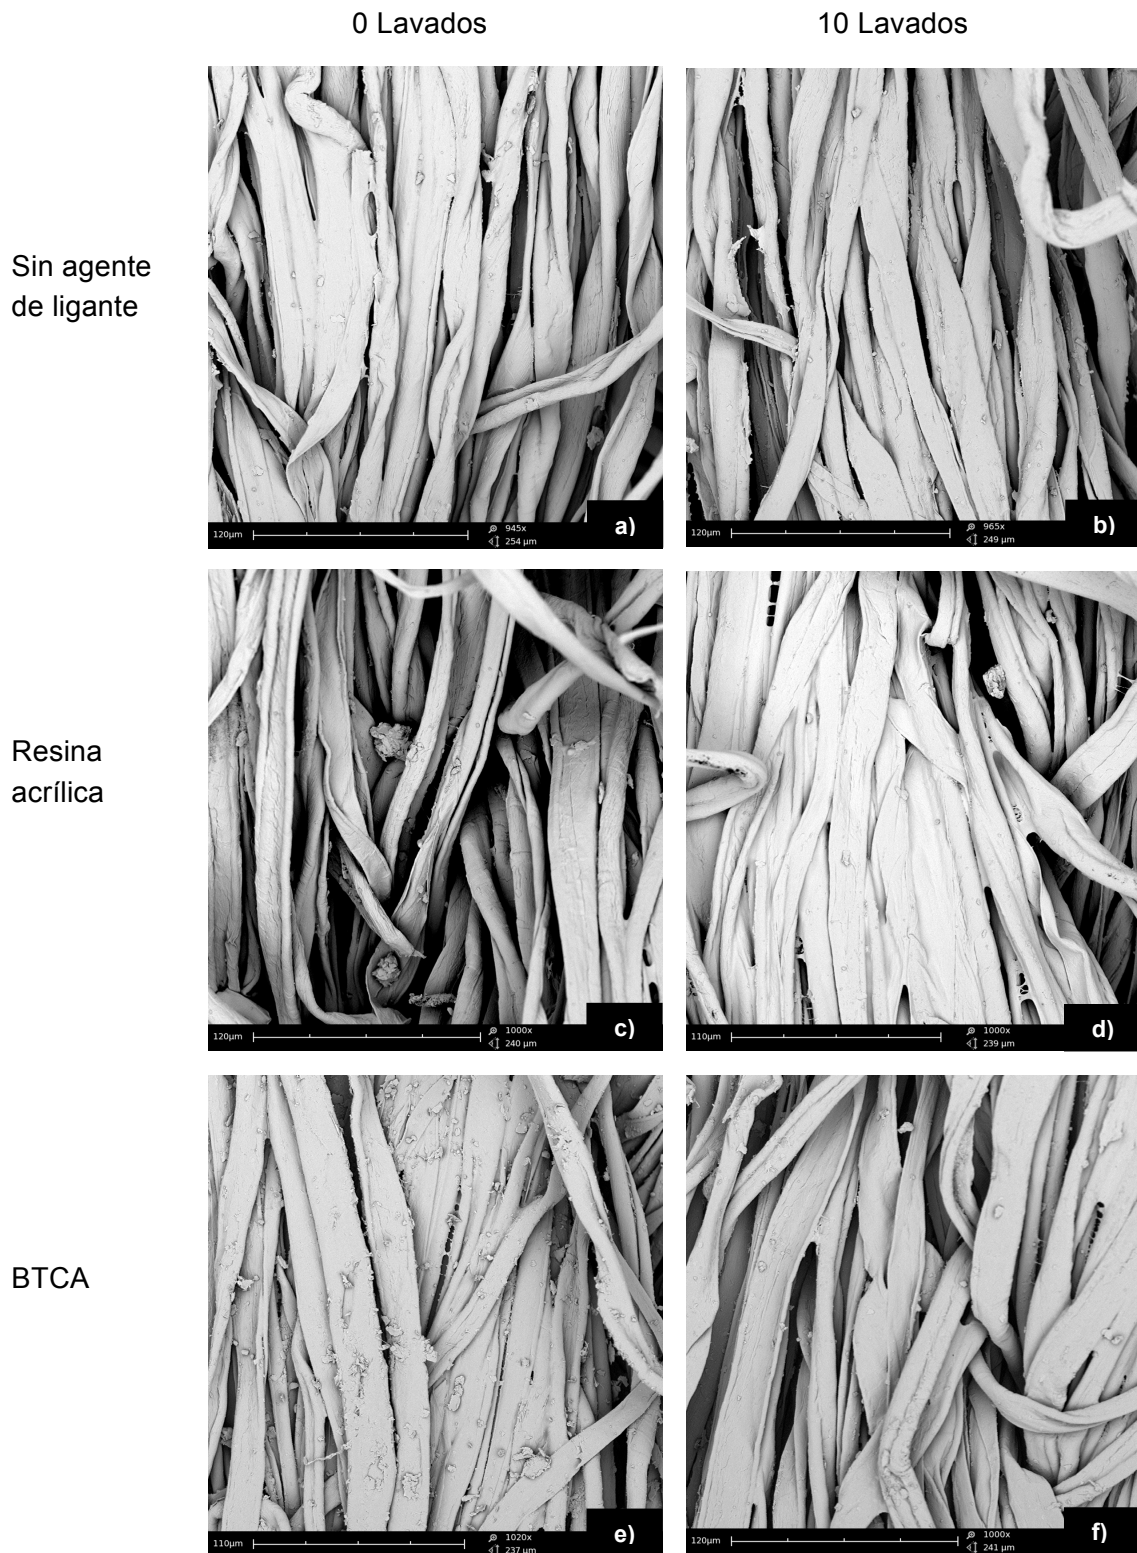 0 Lavados
10 Lavados
Sin agente
de ligante
120µm
945x
254 µm
a)
120µm
965x
249 µm
b)
Resina
acrílica
120µm
1000x
240 µm
c)
110µm
1000x
239 µm
d)
BTCA
110µm
1020x
237 µm
e)
120µm
1000x
241 µm
f)